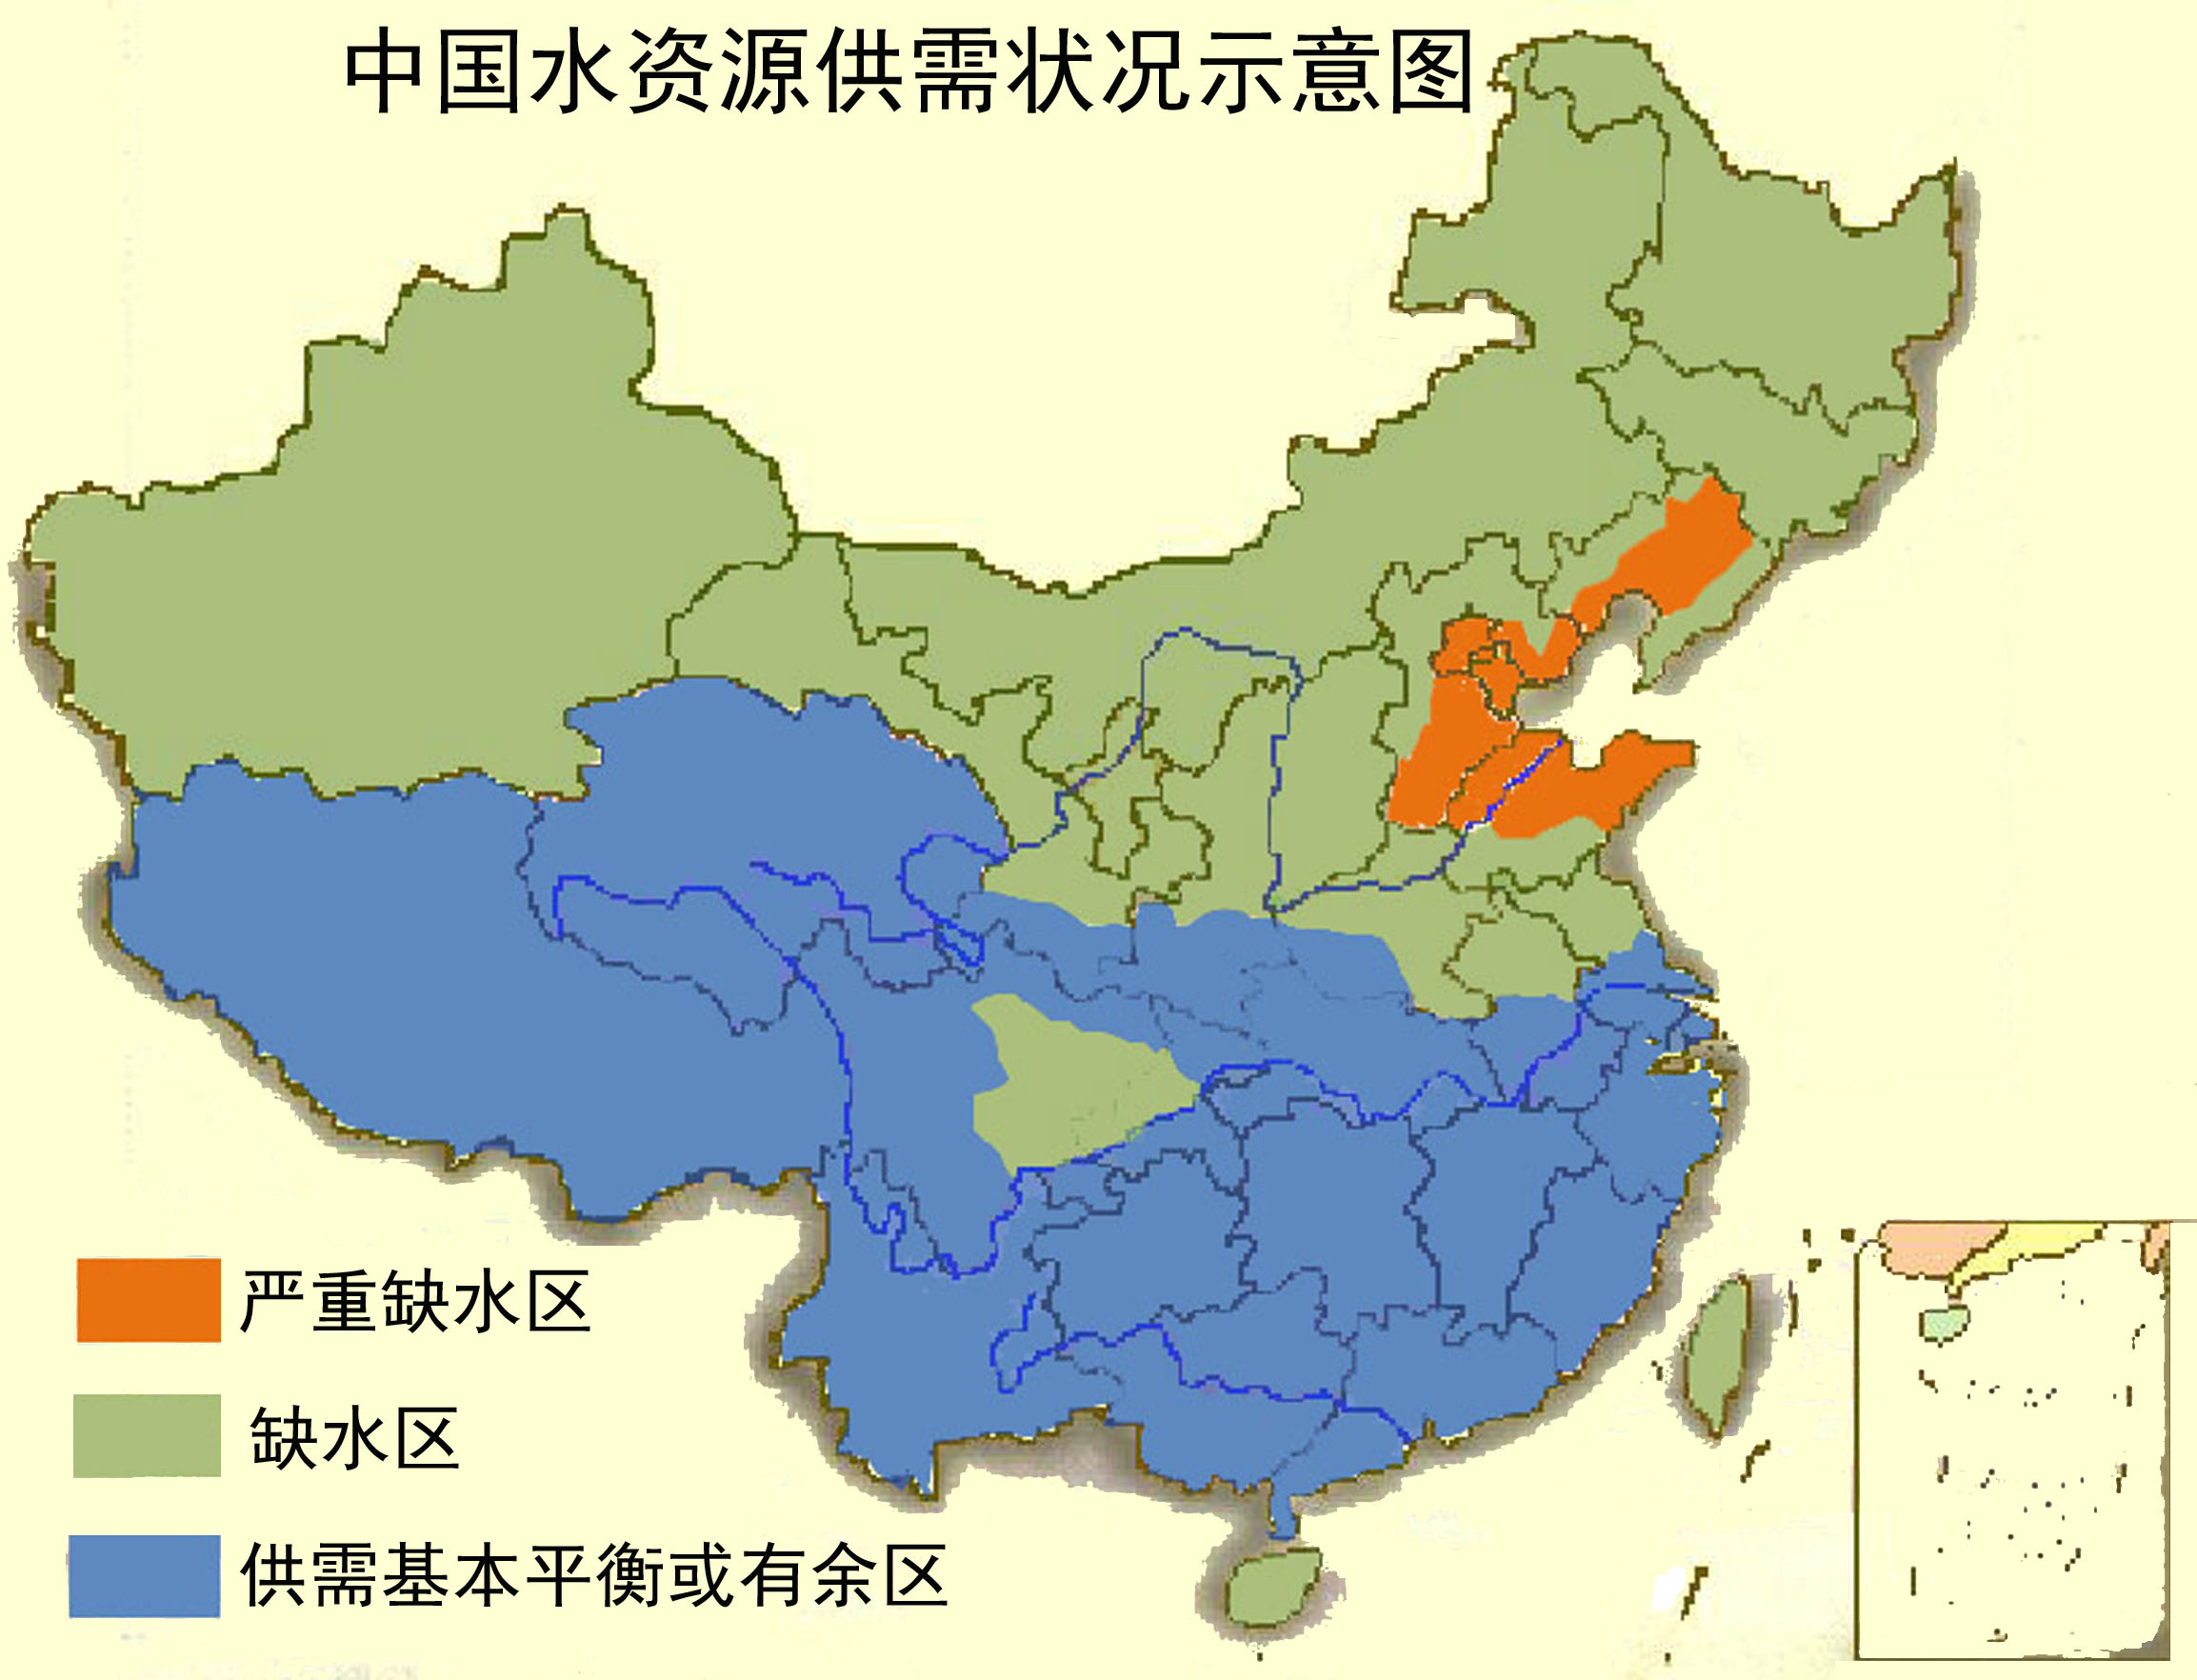 中国水资源供需状况示意图
严重缺水区
缺水区
供需基本平衡或有余区